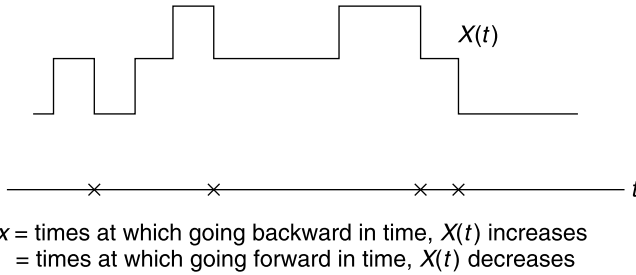 X(t)
t
x = times at which going backward in time, X(t) increases
= times at which going forward in time, X(t) decreases